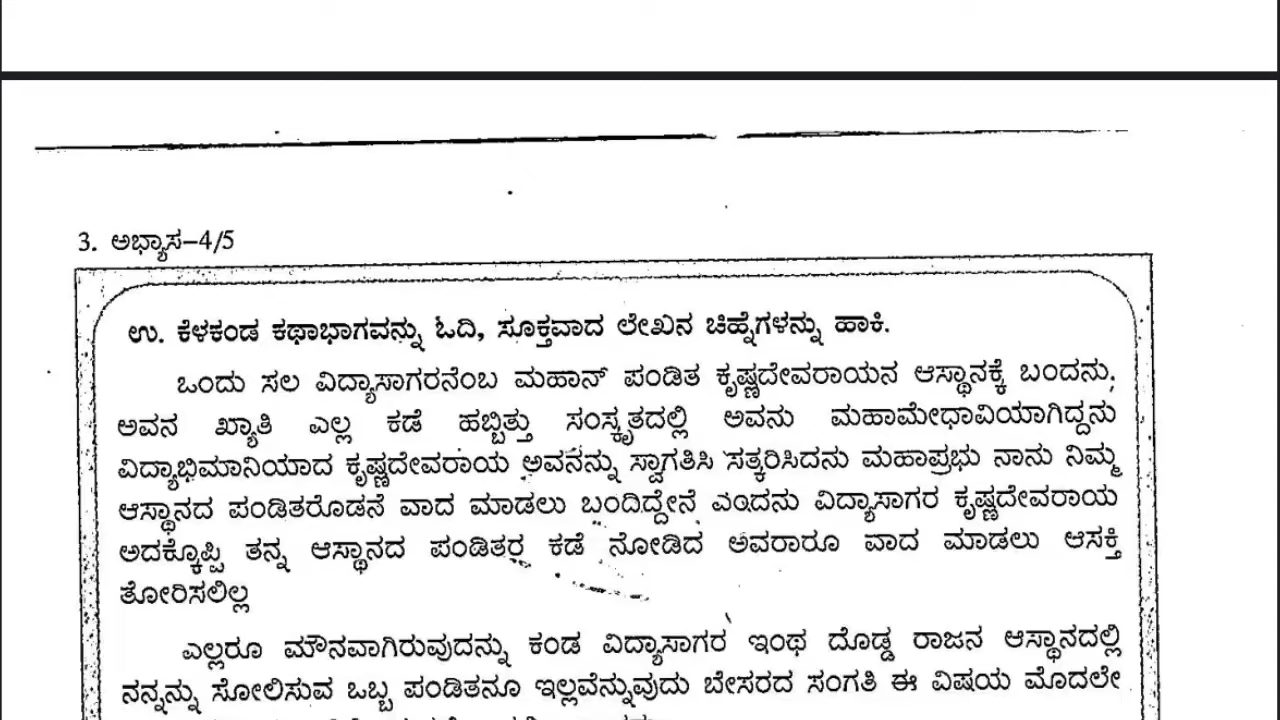 3. ಅಭ್ಯಾಸ–4/5
ಉ. ಕೆಳಕಂಡ ಕಥಾಭಾಗವನ್ನು ಓದಿ, ಸೂಕ್ತವಾದ ಲೇಖನ ಚಿಹ್ನೆಗಳನ್ನು ಹಾಕಿ.
ಒಂದು ಸಲ ವಿದ್ಯಾಸಾಗರನೆಂಬ ಮಹಾನ್ ಪಂಡಿತ ಕೃಷ್ಣದೇವರಾಯನ ಆಸ್ಥಾನಕ್ಕೆ ಬಂದನು;
ಅವನ ಖ್ಯಾತಿ ಎಲ್ಲ ಕಡೆ ಹಬ್ಬಿತ್ತು ಸಂಸ್ಕೃತದಲ್ಲಿ ಅವನು ಮಹಾಮೇಧಾವಿಯಾಗಿದ್ದನು
ವಿದ್ಯಾಭಿಮಾನಿಯಾದ ಕೃಷ್ಣದೇವರಾಯ ಅವನನ್ನು ಸ್ವಾಗತಿಸಿ ಸತ್ಕರಿಸಿದನು ಮಹಾಪ್ರಭು ನಾನು ನಿಮ್ಮ
ಆಸ್ಥಾನದ ಪಂಡಿತರೊಡನೆ ವಾದ ಮಾಡಲು ಬಂದಿದ್ದೇನೆ ಎಂದನು ವಿದ್ಯಾಸಾಗರ ಕೃಷ್ಣದೇವರಾಯ
ಅದಕ್ಕೊಪ್ಪಿ ತನ್ನ ಆಸ್ಥಾನದ ಪಂಡಿತರ ಕಡೆ ನೋಡಿದ ಅವರಾರೂ ವಾದ ಮಾಡಲು ಆಸಕ್ತಿ
ತೋರಿಸಲಿಲ್ಲ
ಎಲ್ಲರೂ ಮೌನವಾಗಿರುವುದನ್ನು ಕಂಡ ವಿದ್ಯಾಸಾಗರ ಇಂಥ ದೊಡ್ಡ ರಾಜನ ಆಸ್ಥಾನದಲ್ಲಿ
ನನ್ನನ್ನು ಸೋಲಿಸುವ ಒಬ್ಬ ಪಂಡಿತನೂ ಇಲ್ಲವೆನ್ನುವುದು ಬೇಸರದ ಸಂಗತಿ ಈ ವಿಷಯ ಮೊದಲೇ